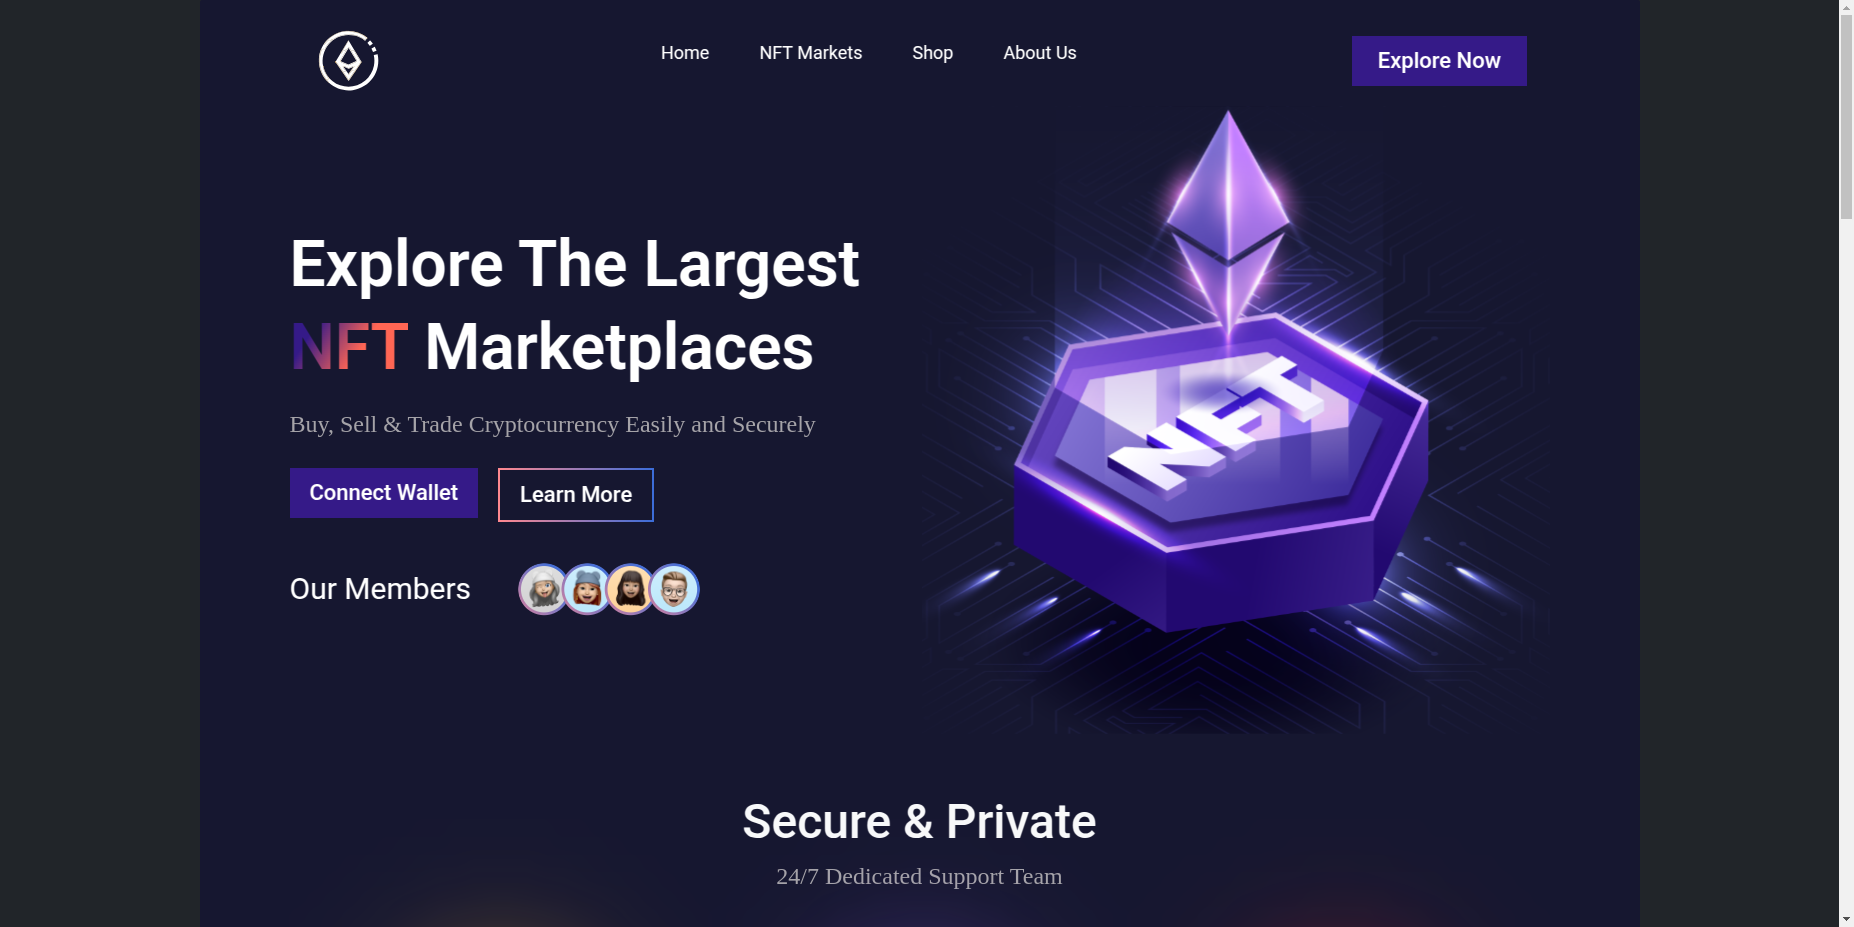 Home
NFT Markets
Shop
About Us
Explore Now
Explore The Largest
NFT Marketplaces
Buy, Sell & Trade Cryptocurrency Easily and Securely
Connect Wallet
Learn More
Our Members
NFT
Secure & Private
24/7 Dedicated Support Team